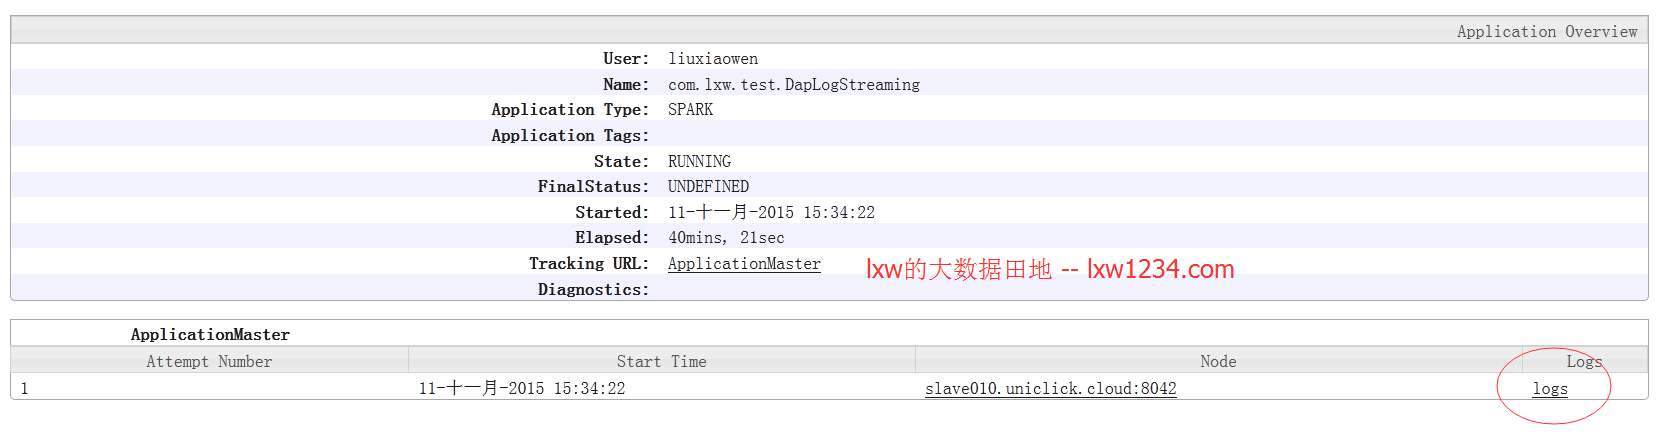 Application Overview
User: liuxiaowen
Name: com.lxw.test.DapLogStreaming
Application Type: SPARK
Application Tags:
State: RUNNING
FinalStatus: UNDEFINED
Started: 11-十一月-2015 15:34:22
Elapsed: 40mins, 21sec
Tracking URL: ApplicationMaster lxw的大数据田地 -- lxw1234.com
Diagnostics:
ApplicationMaster
Attempt Number Start Time Node Logs
1 11-十一月-2015 15:34:22 slave010.uniclick.cloud:8042 logs